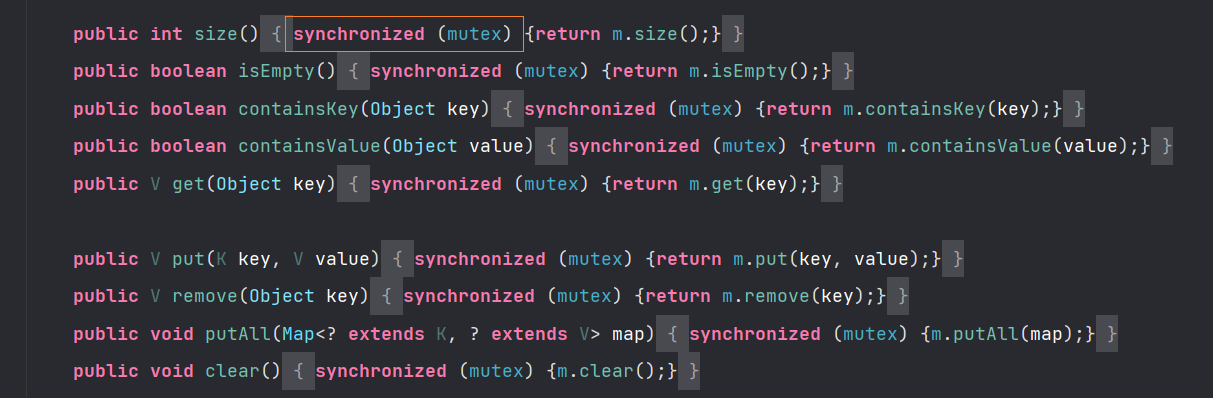 public int size() { synchronized (mutex) {return m.size();} }
public boolean isEmpty() { synchronized (mutex) {return m.isEmpty();} }
public boolean containsKey(Object key) { synchronized (mutex) {return m.containsKey(key);} }
public boolean containsValue(Object value) { synchronized (mutex) {return m.containsValue(value);} }
public V get(Object key) { synchronized (mutex) {return m.get(key);} }
public V put(K key, V value) { synchronized (mutex) {return m.put(key, value);} }
public V remove(Object key) { synchronized (mutex) {return m.remove(key);} }
public void putAll(Map<? extends K, ? extends V> map) { synchronized (mutex) {m.putAll(map);} }
public void clear() { synchronized (mutex) {m.clear();} }